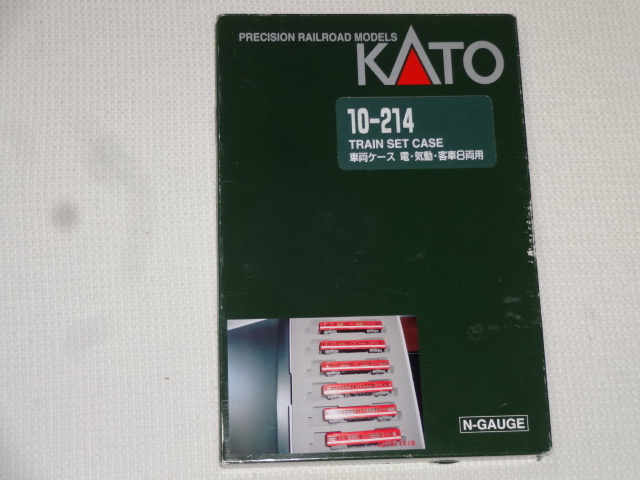 PRECISION RAILROAD MODELS
KATO
10-214
TRAIN SET CASE
車両ケース 電・気動・客車8両用
N-GAUGE